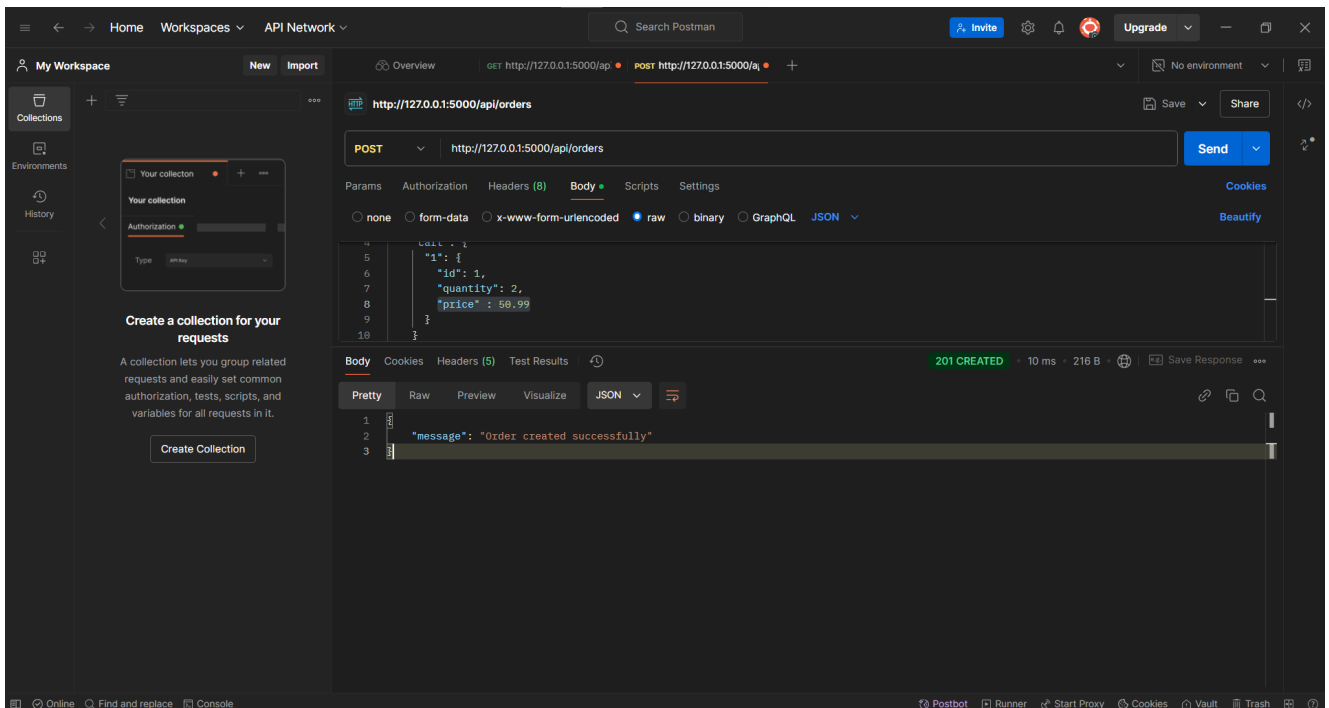 Home Workspaces API Network Search Postman Invite Upgrade
My Workspace New Import Overview GET http://127.0.0.1:5000/ap POST http://127.0.0.1:5000/a No environment
Collections
http://127.0.0.1:5000/api/orders Save Share
POST http://127.0.0.1:5000/api/orders Send
Environments
Params Authorization Headers (8) Body Scripts Settings Cookies
History
none form-data x-www-form-urlencoded raw binary GraphQL JSON Beautify
Your collecton
Your collection
Authorization
Type API Key
5 "1": {
6 "id": 1,
7 "quantity": 2,
8 "price" : 50.99
9 }
10 }
Create a collection for your
requests
A collection lets you group related
requests and easily set common
authorization, tests, scripts, and
variables for all requests in it.
Create Collection
Body Cookies Headers (5) Test Results 201 CREATED 10 ms 216 B Save Response
Pretty Raw Preview Visualize JSON
1 {
2 "message": "Order created successfully"
3 }
Online Find and replace Console Postbot Runner Start Proxy Cookies Vault Trash